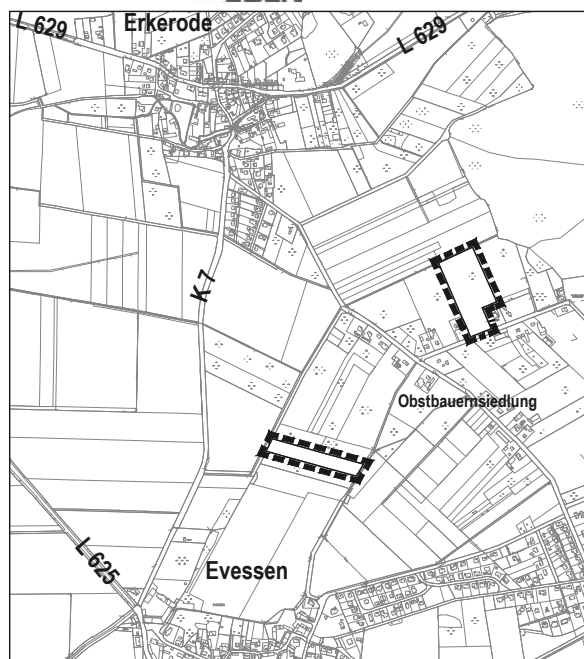 Erkerode
L 629
L 629
K 7
Obstbauernsiedlung
Evessen
L 625